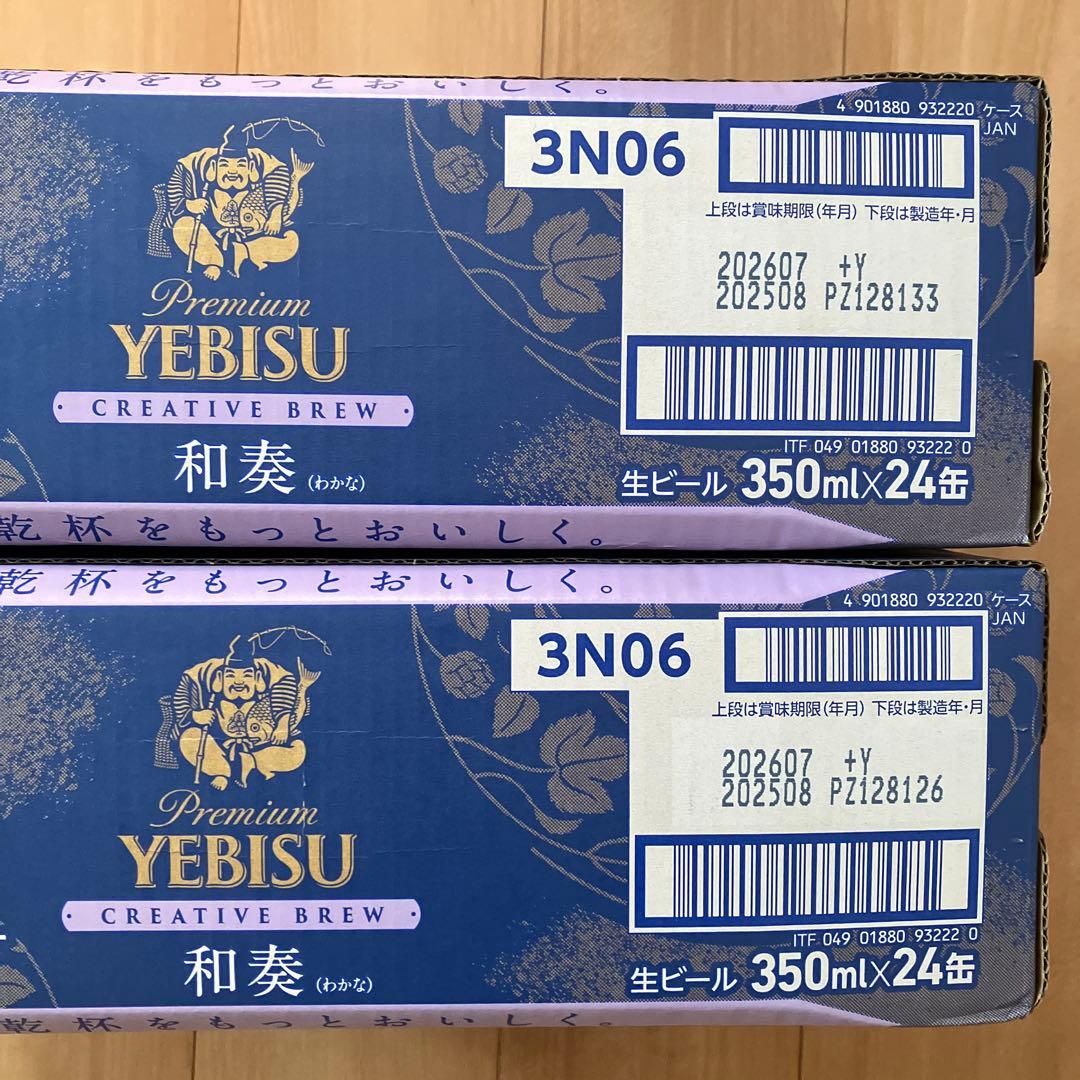 乾杯をもっとおいしく。
4 901880 932220 ケース
JAN
3N06
上段は賞味期限(年月) 下段は製造年・月
202607 +Y
202508 PZ128133
Premium
YEBISU
・ CREATIVE BREW ・
和奏(わかな)
ITF 049 01880 93222 0
生ビール 350ml×24缶
乾杯をもっとおいしく。
乾杯をもっとおいしく。
4 901880 932220 ケース
JAN
3N06
上段は賞味期限(年月) 下段は製造年・月
202607 +Y
202508 PZ128126
Premium
YEBISU
・ CREATIVE BREW ・
和奏(わかな)
ITF 049 01880 93222 0
生ビール 350ml×24缶
乾杯をもっとおいしく。